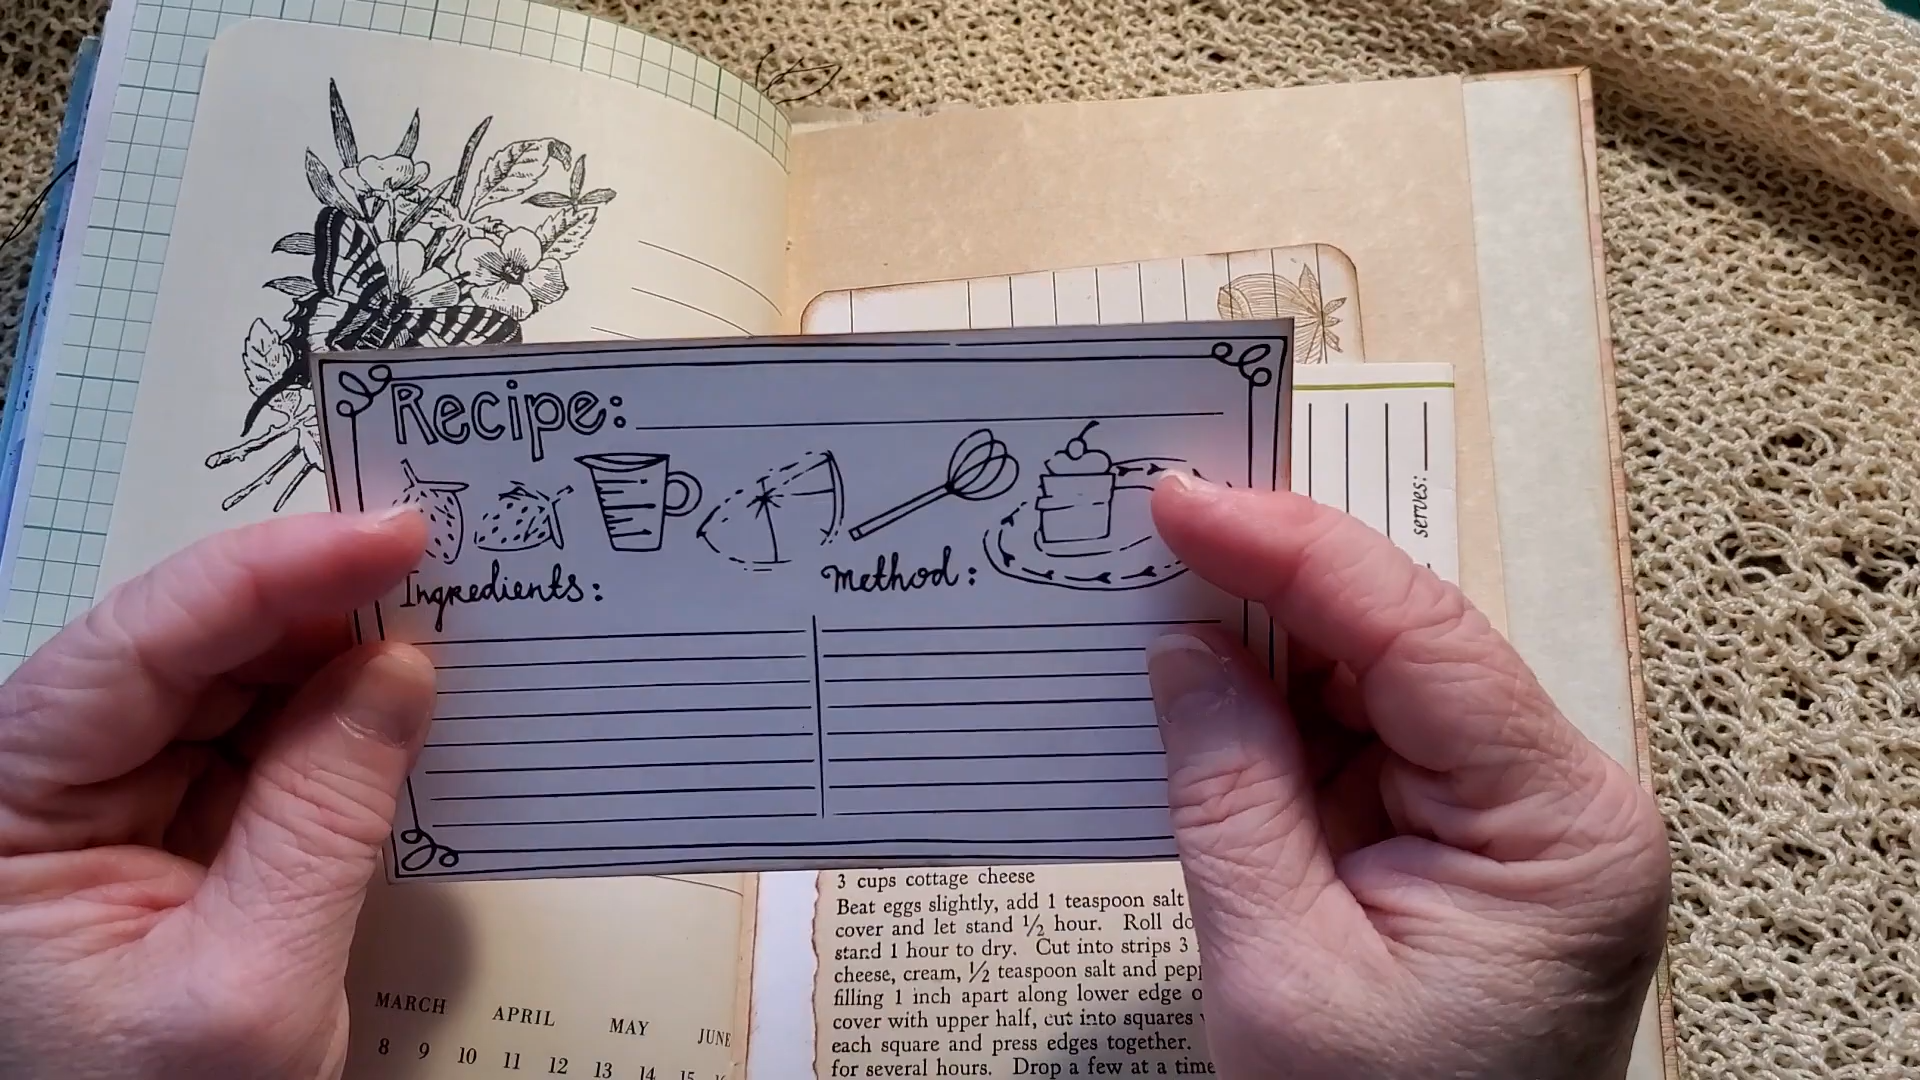 Recipe:
Ingredients:
Method:
serves:
3 cups cottage cheese
Beat eggs slightly, add 1 teaspoon salt
cover and let stand ½ hour. Roll do
stand 1 hour to dry. Cut into strips 3
cheese, cream, ½ teaspoon salt and pep
filling 1 inch apart along lower edge o
cover with upper half, cut into squares
each square and press edges together.
for several hours. Drop a few at a time
MARCH APRIL MAY JUNE
8 9 10 11 12 13 14 15